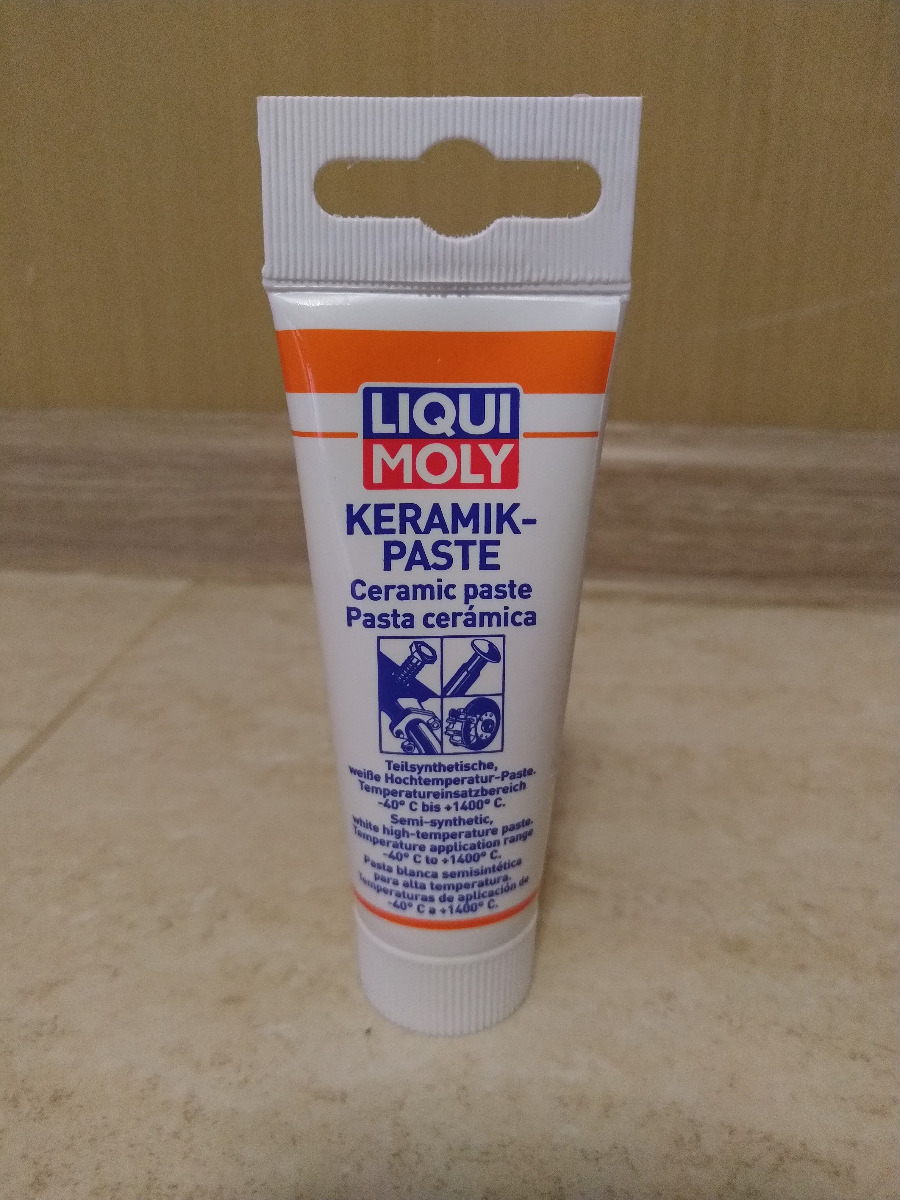 LIQUI
MOLY
KERAMIK-
PASTE
Ceramic paste
Pasta cerámica
Teilsynthetische,
weiße Hochtemperatur-Paste.
Temperatureinsatzbereich
-40° C bis +1400° C.
Semi-synthetic,
white high-temperature paste.
Temperature application range
-40° C to +1400° C.
Pasta blanca semisintética
para alta temperatura.
Temperaturas de aplicación de
-40° C a +1400° C.